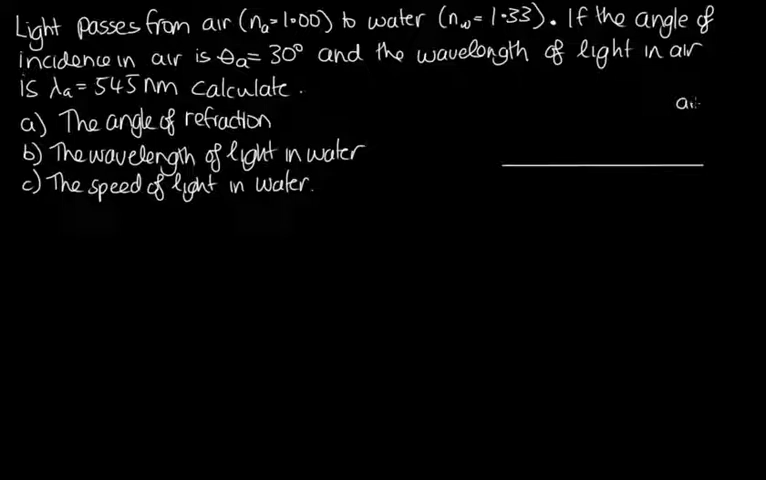 Light passes from air (nₐ=1.00) to water (n_w=1.33). If the angle of
incidence in air is θₐ=30° and the wavelength of light in air
is λₐ=545nm calculate.
a) The angle of refraction
b) The wavelength of light in water
c) The speed of light in water.
ai